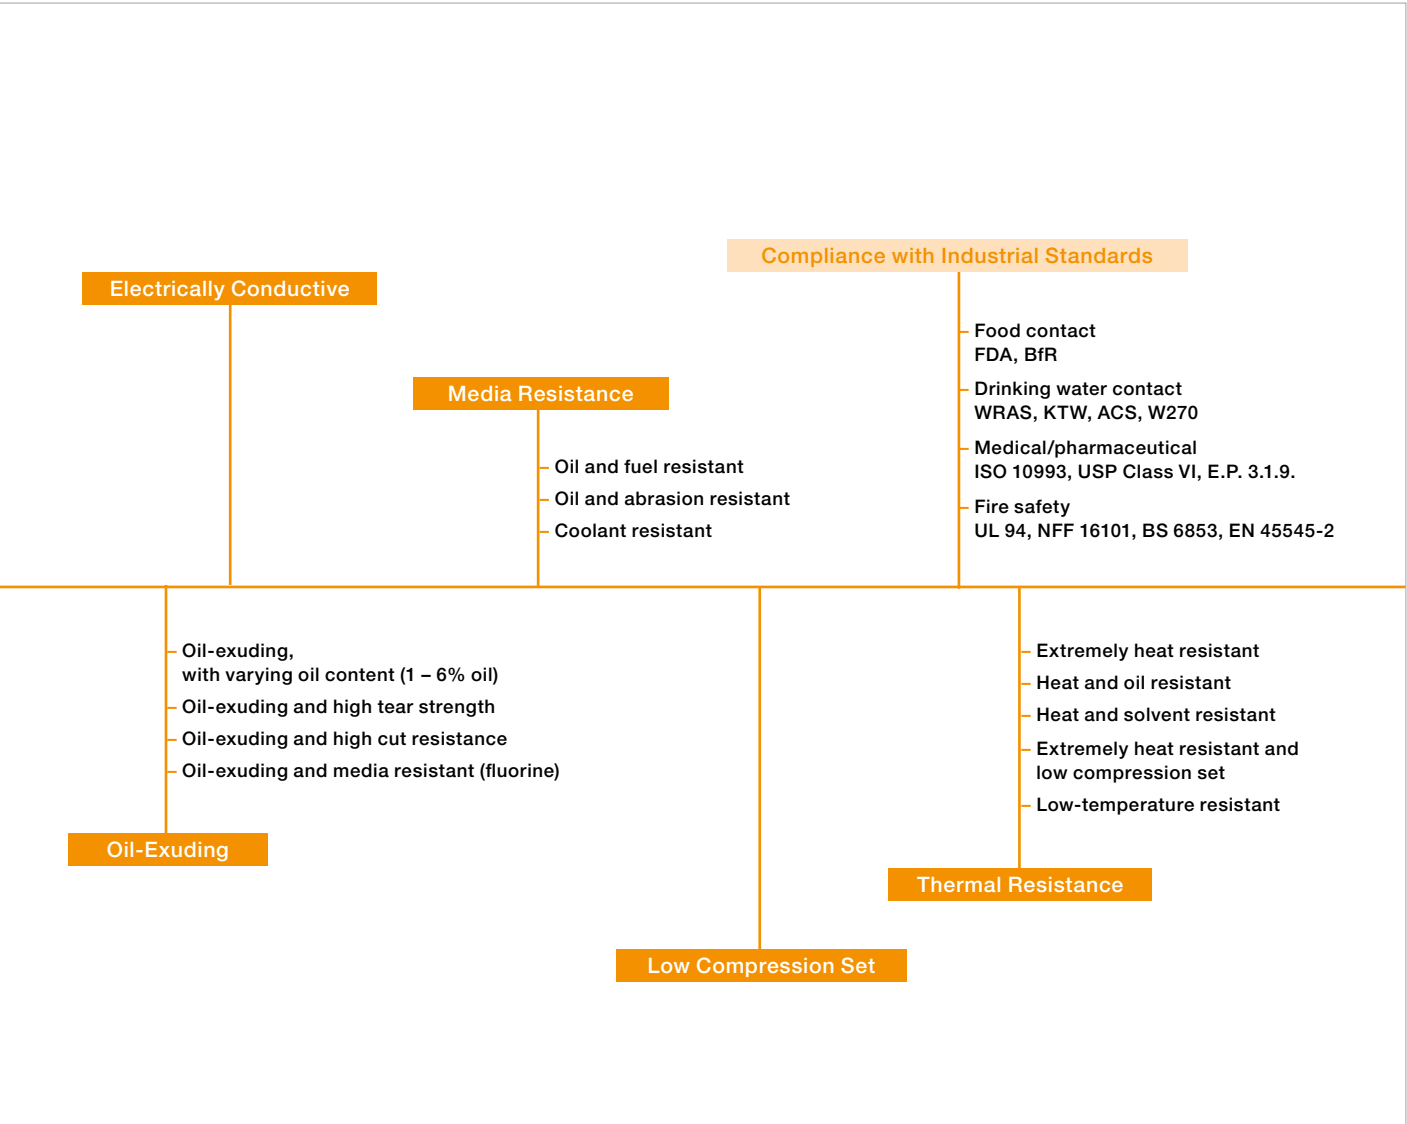 Compliance with Industrial Standards
Electrically Conductive
Food contact
FDA, BfR
Drinking water contact
WRAS, KTW, ACS, W270
Medical/pharmaceutical
ISO 10993, USP Class VI, E.P. 3.1.9.
Fire safety
UL 94, NFF 16101, BS 6853, EN 45545-2
Media Resistance
Oil and fuel resistant
Oil and abrasion resistant
Coolant resistant
Oil-exuding,
with varying oil content (1 – 6% oil)
Oil-exuding and high tear strength
Oil-exuding and high cut resistance
Oil-exuding and media resistant (fluorine)
Oil-Exuding
Extremely heat resistant
Heat and oil resistant
Heat and solvent resistant
Extremely heat resistant and
low compression set
Low-temperature resistant
Thermal Resistance
Low Compression Set